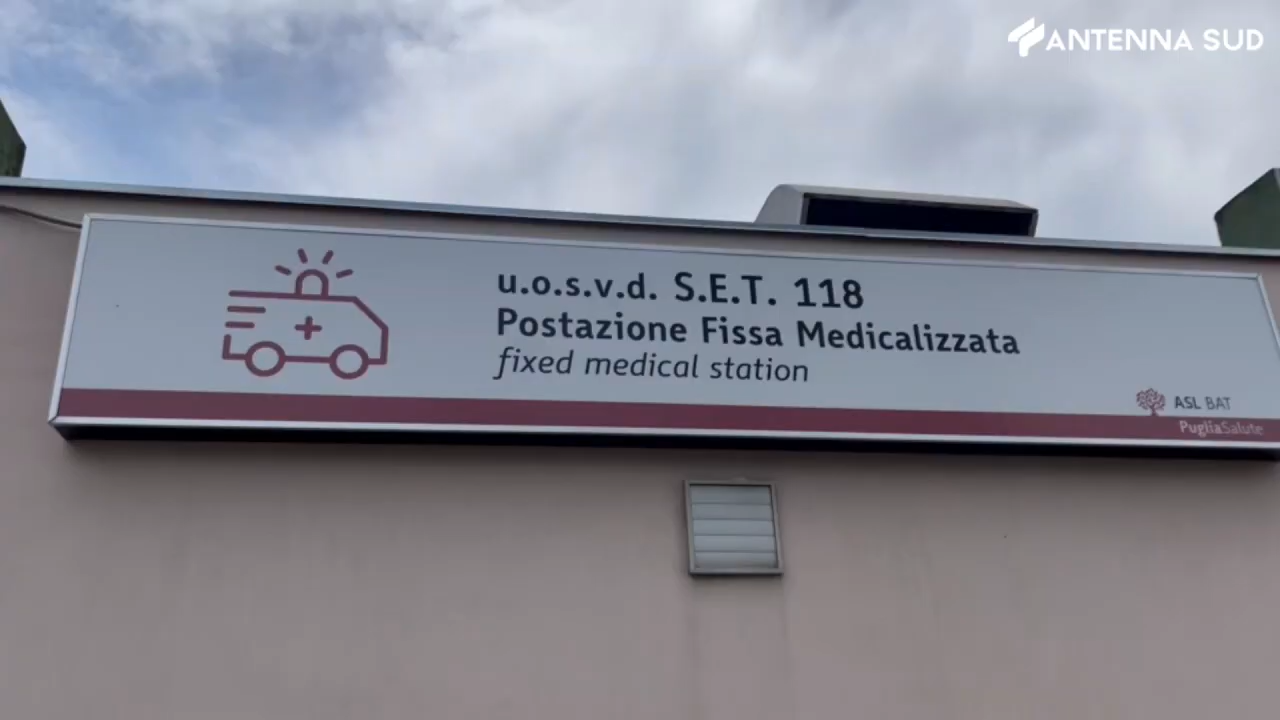 ANTENNA SUD
u.o.s.v.d. S.E.T. 118
Postazione Fissa Medicalizzata
fixed medical station
ASL BAT
PugliaSalute